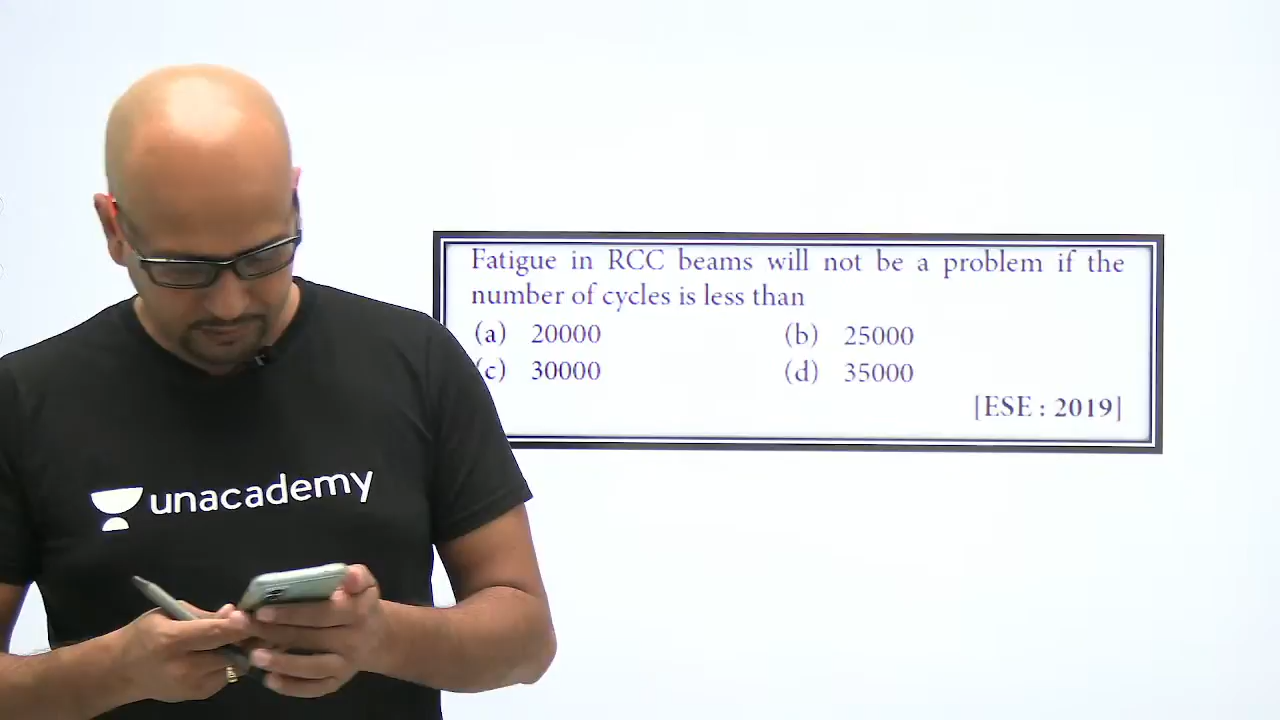 Fatigue in RCC beams will not be a problem if the
number of cycles is less than
(a) 20000 (b) 25000
(c) 30000 (d) 35000
[ESE : 2019]
unacademy